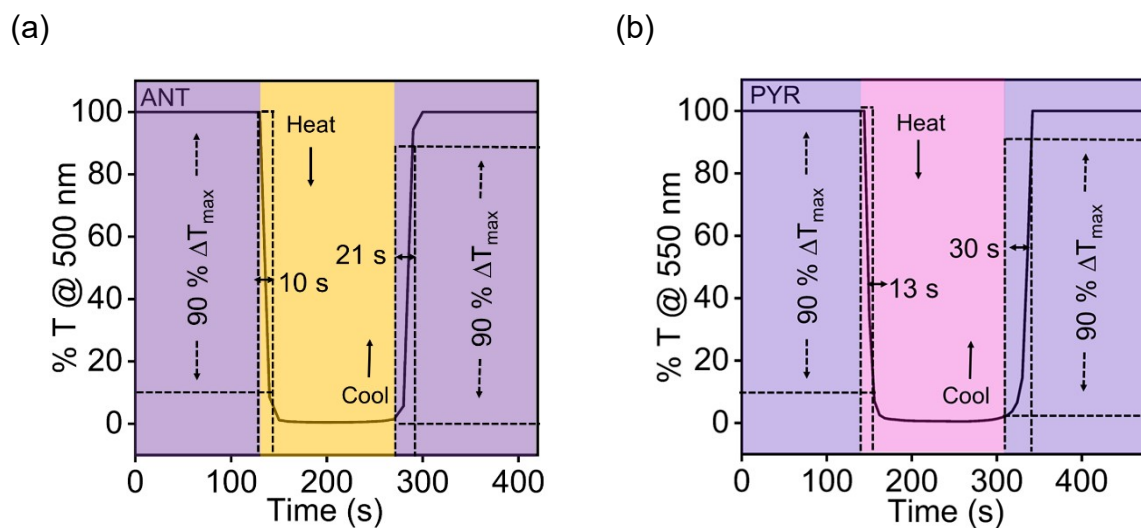 (a)
ANT
% T @ 500 nm
100
80
60
40
20
0
90 % ΔTmax
10 s
Heat
Cool
21 s
90 % ΔTmax
0
100
200
300
400
Time (s)
(b)
PYR
% T @ 550 nm
100
80
60
40
20
0
90 % ΔTmax
13 s
Heat
Cool
30 s
90 % ΔTmax
0
100
200
300
400
Time (s)